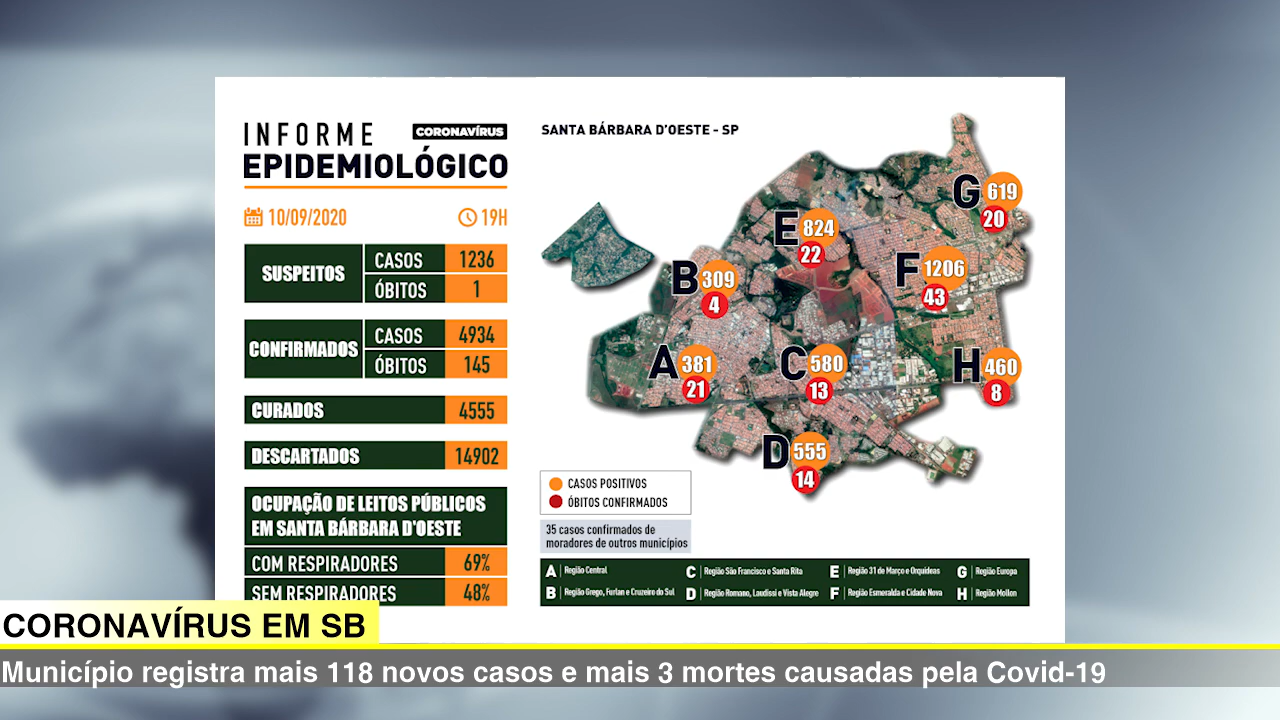 INFORME
CORONAVÍRUS
EPIDEMIOLÓGICO
10/09/2020
19H
SUSPEITOS
CASOS
1236
ÓBITOS
1
CONFIRMADOS
CASOS
4934
ÓBITOS
145
CURADOS
4555
DESCARTADOS
14902
OCUPAÇÃO DE LEITOS PÚBLICOS
EM SANTA BÁRBARA D'OESTE
COM RESPIRADORES
69%
SEM RESPIRADORES
48%
SANTA BÁRBARA D'OESTE - SP
G
619
20
E
824
22
F
1206
43
B
309
4
A
381
21
C
580
13
H
460
8
D
555
14
CASOS POSITIVOS
ÓBITOS CONFIRMADOS
35 casos confirmados de
moradores de outros municípios
A Região Central
B Região Grego, Furlan e Cruzeiro do Sul
C Região São Francisco e Santa Rita
D Região Romano, Laudissi e Vista Alegre
E Região 31 de Março e Orquídeas
F Região Esmeralda e Cidade Nova
G Região Europa
H Região Mollon
CORONAVÍRUS EM SB
Município registra mais 118 novos casos e mais 3 mortes causadas pela Covid-19